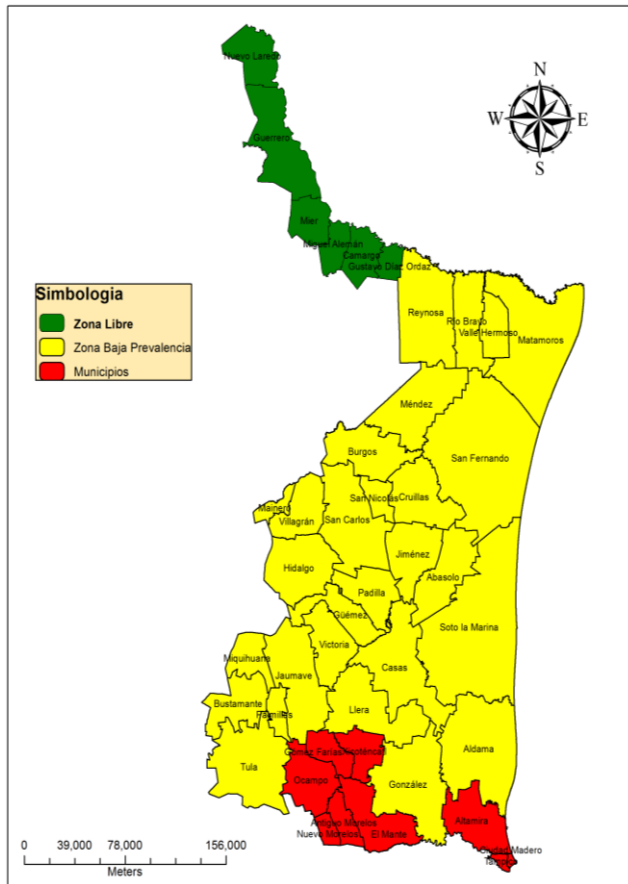 N
W E
S
Nuevo Laredo
Guerrero
Mier
Miguel Alemán
Camargo
Gustavo Díaz Ordaz
Simbologia
Zona Libre
Zona Baja Prevalencia
Municipios
Reynosa
Río Bravo
Valle Hermoso
Matamoros
Méndez
Burgos
San Fernando
San Nicolás
Cruillas
Mainero
Villagrán
San Carlos
Jiménez
Hidalgo
Abasolo
Padilla
Güémez
Soto la Marina
Victoria
Casas
Miquihuana
Jaumave
Bustamante
Palmillas
Llera
Aldama
Tula
Gómez Farías
Xicoténcatl
Ocampo
González
Altamira
Antiguo Morelos
Nuevo Morelos
El Mante
Ciudad Madero
Tampico
0 39,000 78,000 156,000
Meters